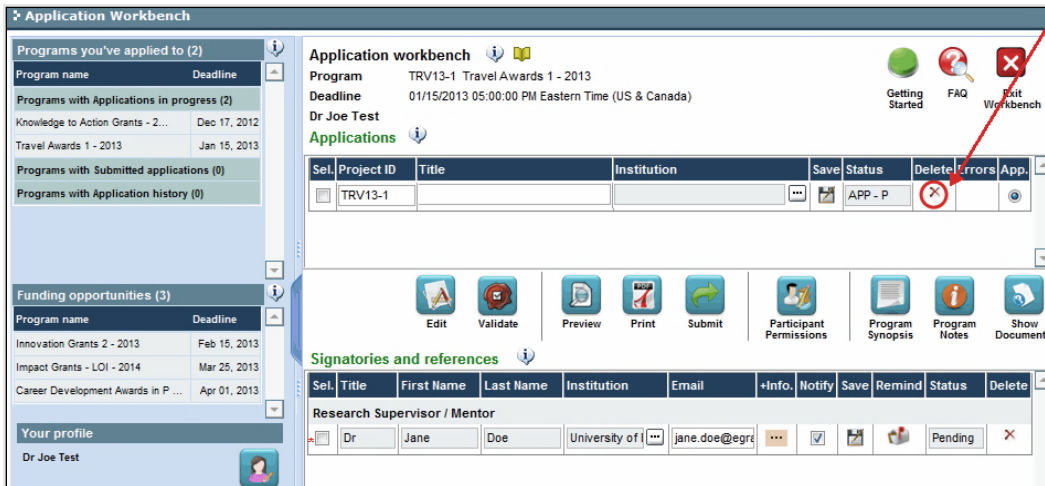 Application Workbench
Programs you've applied to (2)
Program name Deadline
Programs with Applications in progress (2)
Knowledge to Action Grants - 2... Dec 17, 2012
Travel Awards 1 - 2013 Jan 15, 2013
Programs with Submitted applications (0)
Programs with Application history (0)
Funding opportunities (3)
Program name Deadline
Innovation Grants 2 - 2013 Feb 15, 2013
Impact Grants - LOI - 2014 Mar 25, 2013
Career Development Awards in P ... Apr 01, 2013
Your profile
Dr Joe Test
Application workbench
Program TRV13-1 Travel Awards 1 - 2013
Deadline 01/15/2013 05:00:00 PM Eastern Time (US & Canada)
Dr Joe Test
Applications
Getting Started
FAQ
Exit Workbench
Sel. Project ID Title Institution Save Status Delete Errors App.
TRV13-1 ... APP - P
Edit
Validate
Preview
PDF
Print
Submit
Participant Permissions
Program Synopsis
Program Notes
Show Document
Signatories and references
Sel. Title First Name Last Name Institution Email +Info. Notify Save Remind Status Delete
Research Supervisor / Mentor
Dr Jane Doe University of ... jane.doe@egra ... Pending